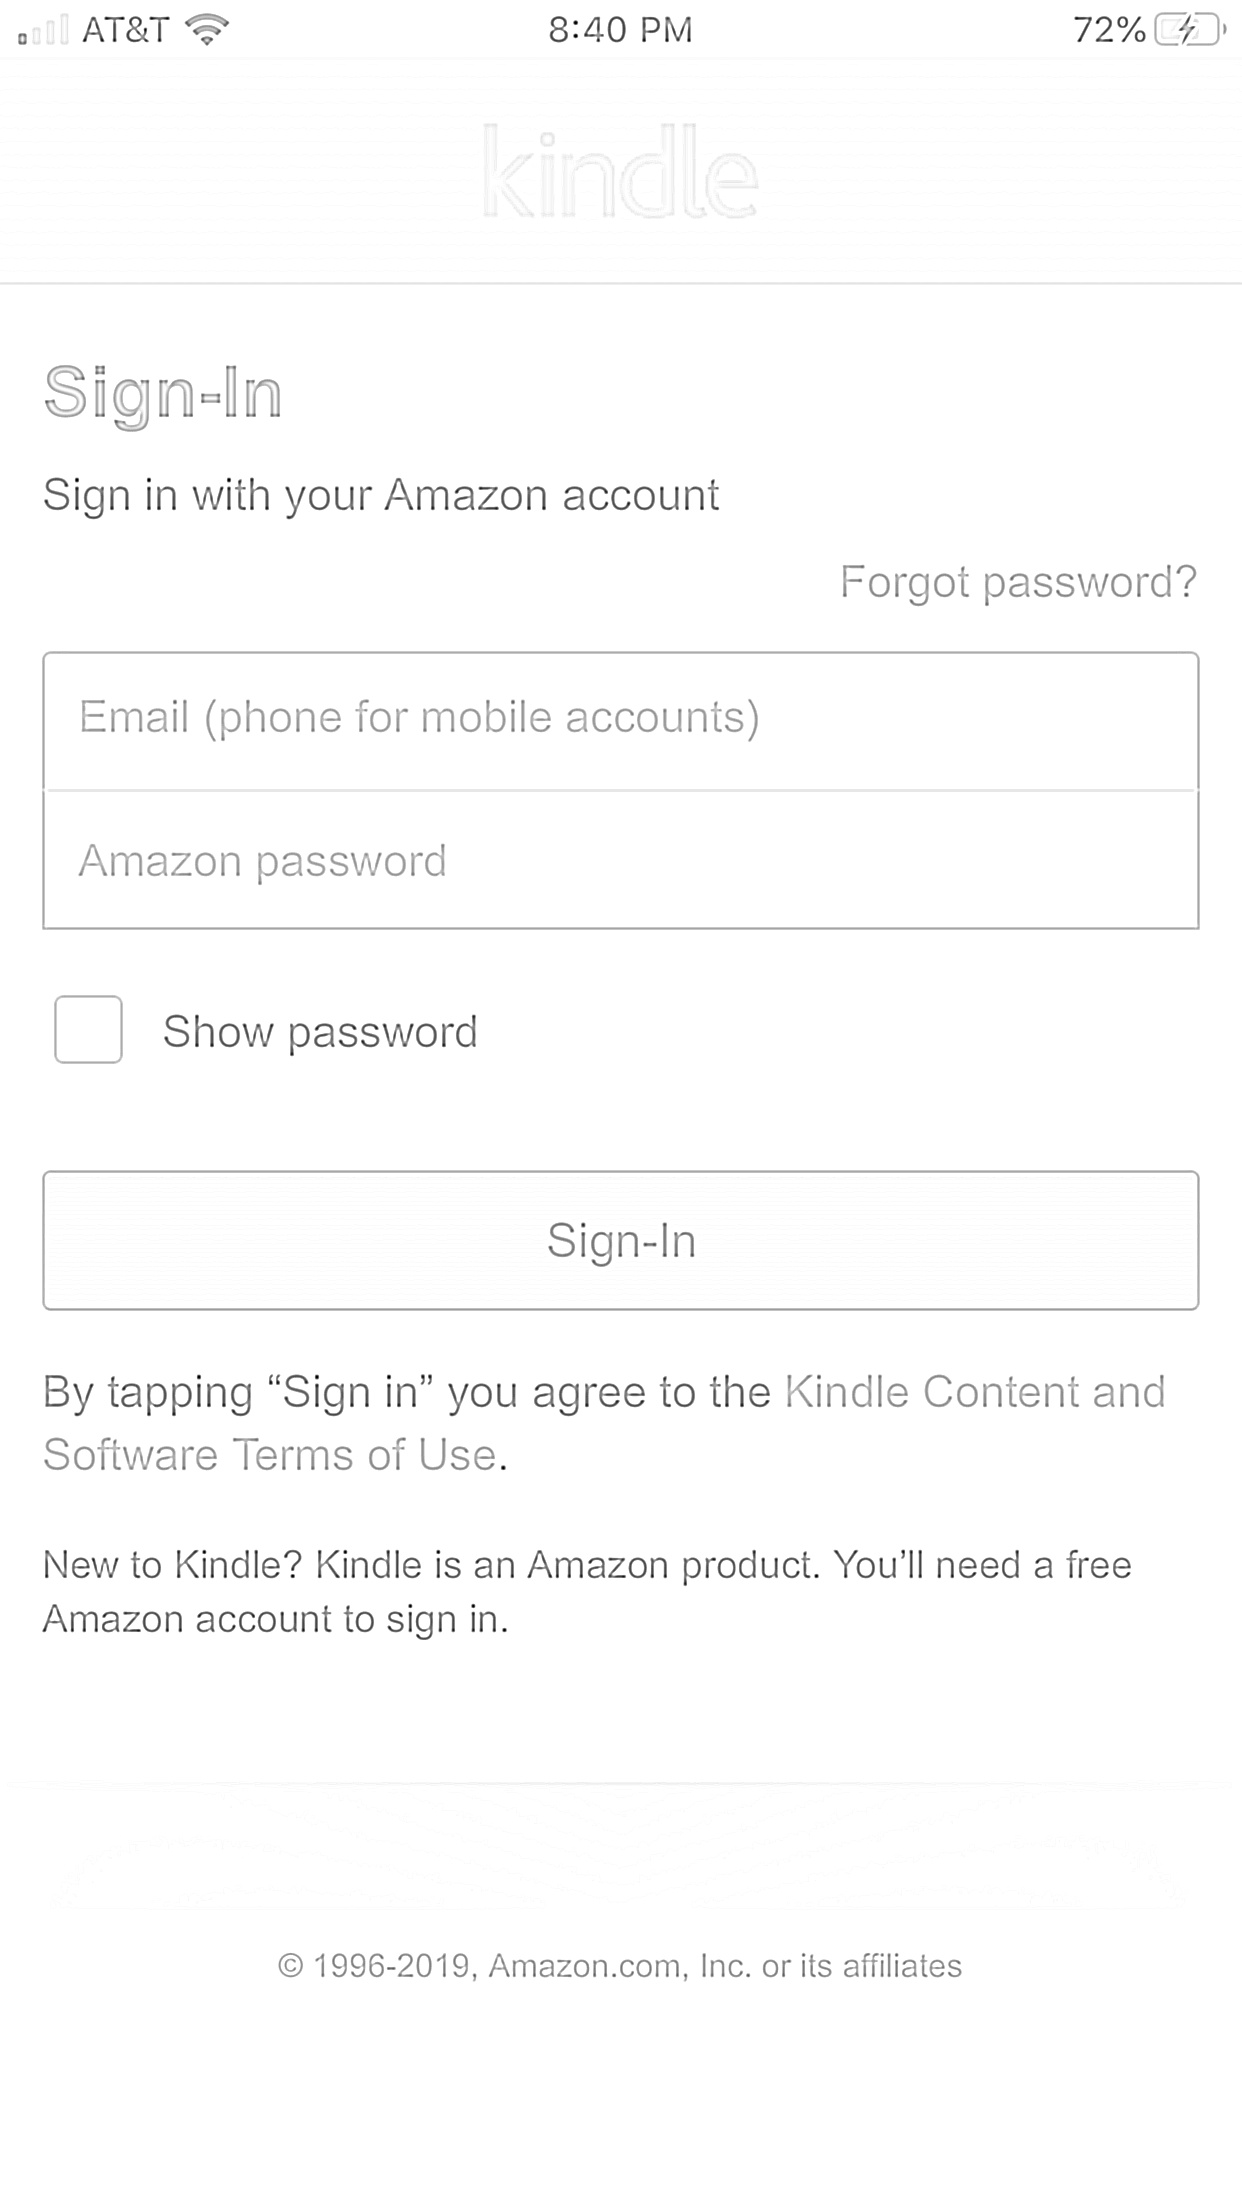 AT&T 8:40 PM 72%
kindle
Sign-In
Sign in with your Amazon account
Forgot password?
Email (phone for mobile accounts)
Amazon password
Show password
Sign-In
By tapping “Sign in” you agree to the Kindle Content and
Software Terms of Use.
New to Kindle? Kindle is an Amazon product. You’ll need a free
Amazon account to sign in.
© 1996-2019, Amazon.com, Inc. or its affiliates